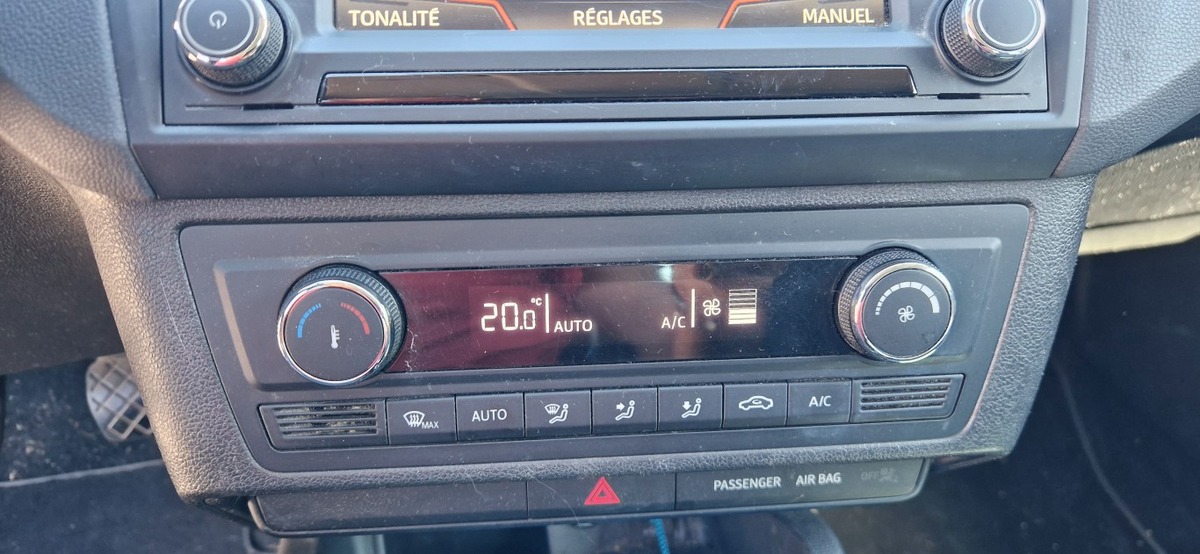 TONALITÉ RÉGLAGES MANUEL
20.0 °C AUTO A/C
MAX AUTO A/C
PASSENGER AIR BAG OFF